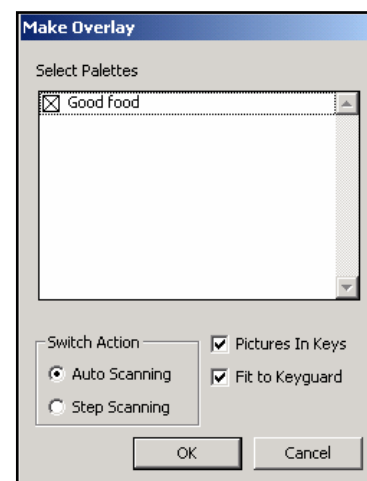 Make Overlay
Select Palettes
Good food
Switch Action
Pictures In Keys
Auto Scanning
Fit to Keyguard
Step Scanning
OK
Cancel